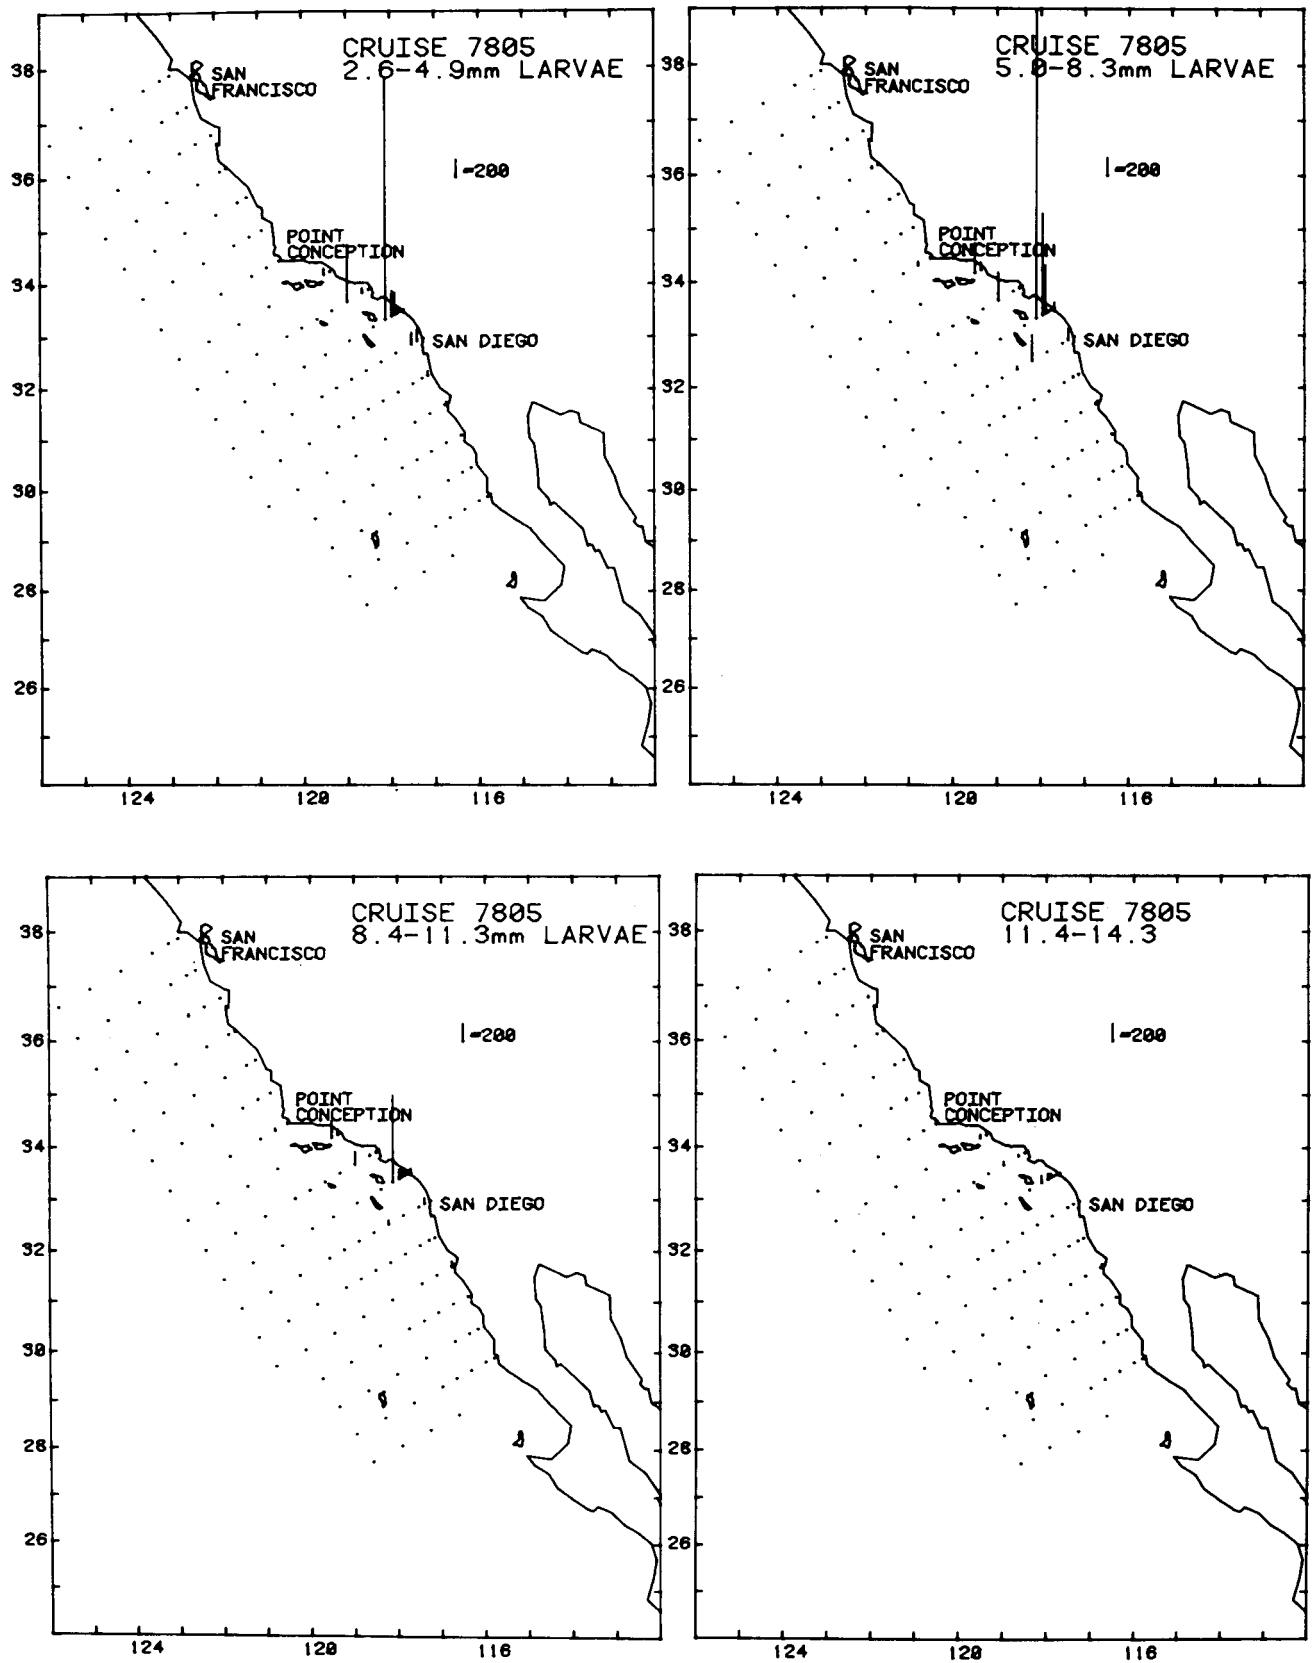 CRUISE 7805
2.6-4.9mm LARVAE
38
SAN
FRANCISCO
36
|=200
POINT
CONCEPTION
34
SAN DIEGO
32
30
28
26
124 120 116
CRUISE 7805
5.0-8.3mm LARVAE
38
SAN
FRANCISCO
36
|=200
POINT
CONCEPTION
34
SAN DIEGO
32
30
28
26
124 120 116
CRUISE 7805
8.4-11.3mm LARVAE
38
SAN
FRANCISCO
36
|=200
POINT
CONCEPTION
34
SAN DIEGO
32
30
28
26
124 120 116
CRUISE 7805
11.4-14.3
38
SAN
FRANCISCO
36
|=200
POINT
CONCEPTION
34
SAN DIEGO
32
30
28
26
124 120 116